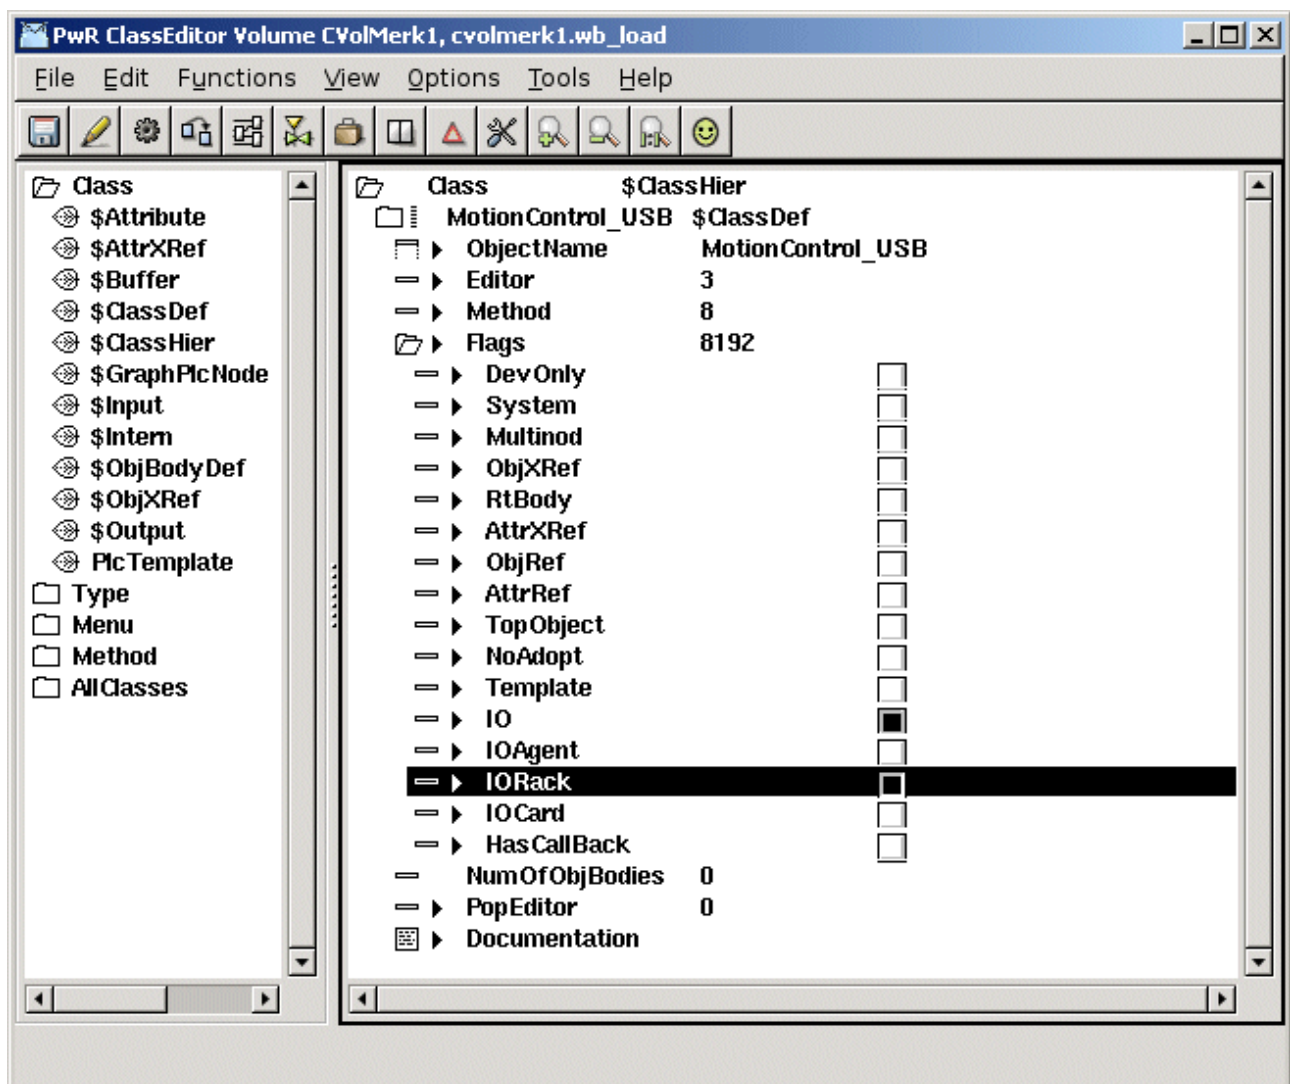 PwR ClassEditor Volume CVolMerk1, cvolmerk1.wb_load
File Edit Functions View Options Tools Help
Class
$Attribute
$AttrXRef
$Buffer
$ClassDef
$ClassHier
$GraphPlcNode
$Input
$Intern
$ObjBodyDef
$ObjXRef
$Output
PlcTemplate
Type
Menu
Method
AllClasses
Class $ClassHier
MotionControl_USB $ClassDef
ObjectName MotionControl_USB
Editor 3
Method 8
Flags 8192
DevOnly
System
Multinod
ObjXRef
RtBody
AttrXRef
ObjRef
AttrRef
TopObject
NoAdopt
Template
IO
IOAgent
IORack
IOCard
HasCallBack
NumOfObjBodies 0
PopEditor 0
Documentation